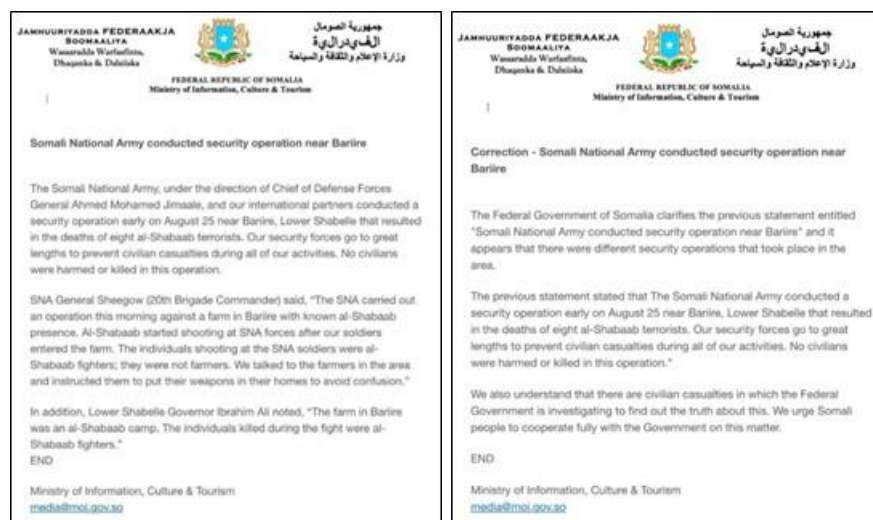 JAMHUURIYADDA FEDERAAKJA
SOOMAALIYA
Wasaaradda Warfaafinta,
Dhaqanka & Dalxiiska
جمهورية الصومال
الفيدرالية
وزارة الإعلام والثقافة والسياحة
FEDERAL REPUBLIC OF SOMALIA
Ministry of Information, Culture & Tourism
Somali National Army conducted security operation near Bariire
The Somali National Army, under the direction of Chief of Defense Forces
General Ahmed Mohamed Jimaale, and our international partners conducted a
security operation early on August 25 near Bariire, Lower Shabelle that resulted
in the deaths of eight al-Shabaab terrorists. Our security forces go to great
lengths to prevent civilian casualties during all of our activities. No civilians
were harmed or killed in this operation.
SNA General Sheegow (20th Brigade Commander) said, "The SNA carried out
an operation this morning against a farm in Bariire with known al-Shabaab
presence. Al-Shabaab started shooting at SNA forces after our soldiers
entered the farm. The individuals shooting at the SNA soldiers were al-
Shabaab fighters; they were not farmers. We talked to the farmers in the area
and instructed them to put their weapons in their homes to avoid confusion."
In addition, Lower Shabelle Governor Ibrahim Ali noted, "The farm in Bariire
was an al-Shabaab camp. The individuals killed during the fight were al-
Shabaab fighters."
END
Ministry of Information, Culture & Tourism
media@moi.gov.so
JAMHUURIYADDA FEDERAAKJA
SOOMAALIYA
Wasaaradda Warfaafinta,
Dhaqanka & Dalxiiska
جمهورية الصومال
الفيدرالية
وزارة الإعلام والثقافة والسياحة
FEDERAL REPUBLIC OF SOMALIA
Ministry of Information, Culture & Tourism
Correction - Somali National Army conducted security operation near
Bariire
The Federal Government of Somalia clarifies the previous statement entitled
"Somali National Army conducted security operation near Bariire" and it
appears that there were different security operations that took place in the
area.
The previous statement stated that The Somali National Army conducted a
security operation early on August 25 near Bariire, Lower Shabelle that resulted
in the deaths of eight al-Shabaab terrorists. Our security forces go to great
lengths to prevent civilian casualties during all of our activities. No civilians
were harmed or killed in this operation."
We also understand that there are civilian casualties in which the Federal
Government is investigating to find out the truth about this. We urge Somali
people to cooperate fully with the Government on this matter.
END
Ministry of Information, Culture & Tourism
media@moi.gov.so